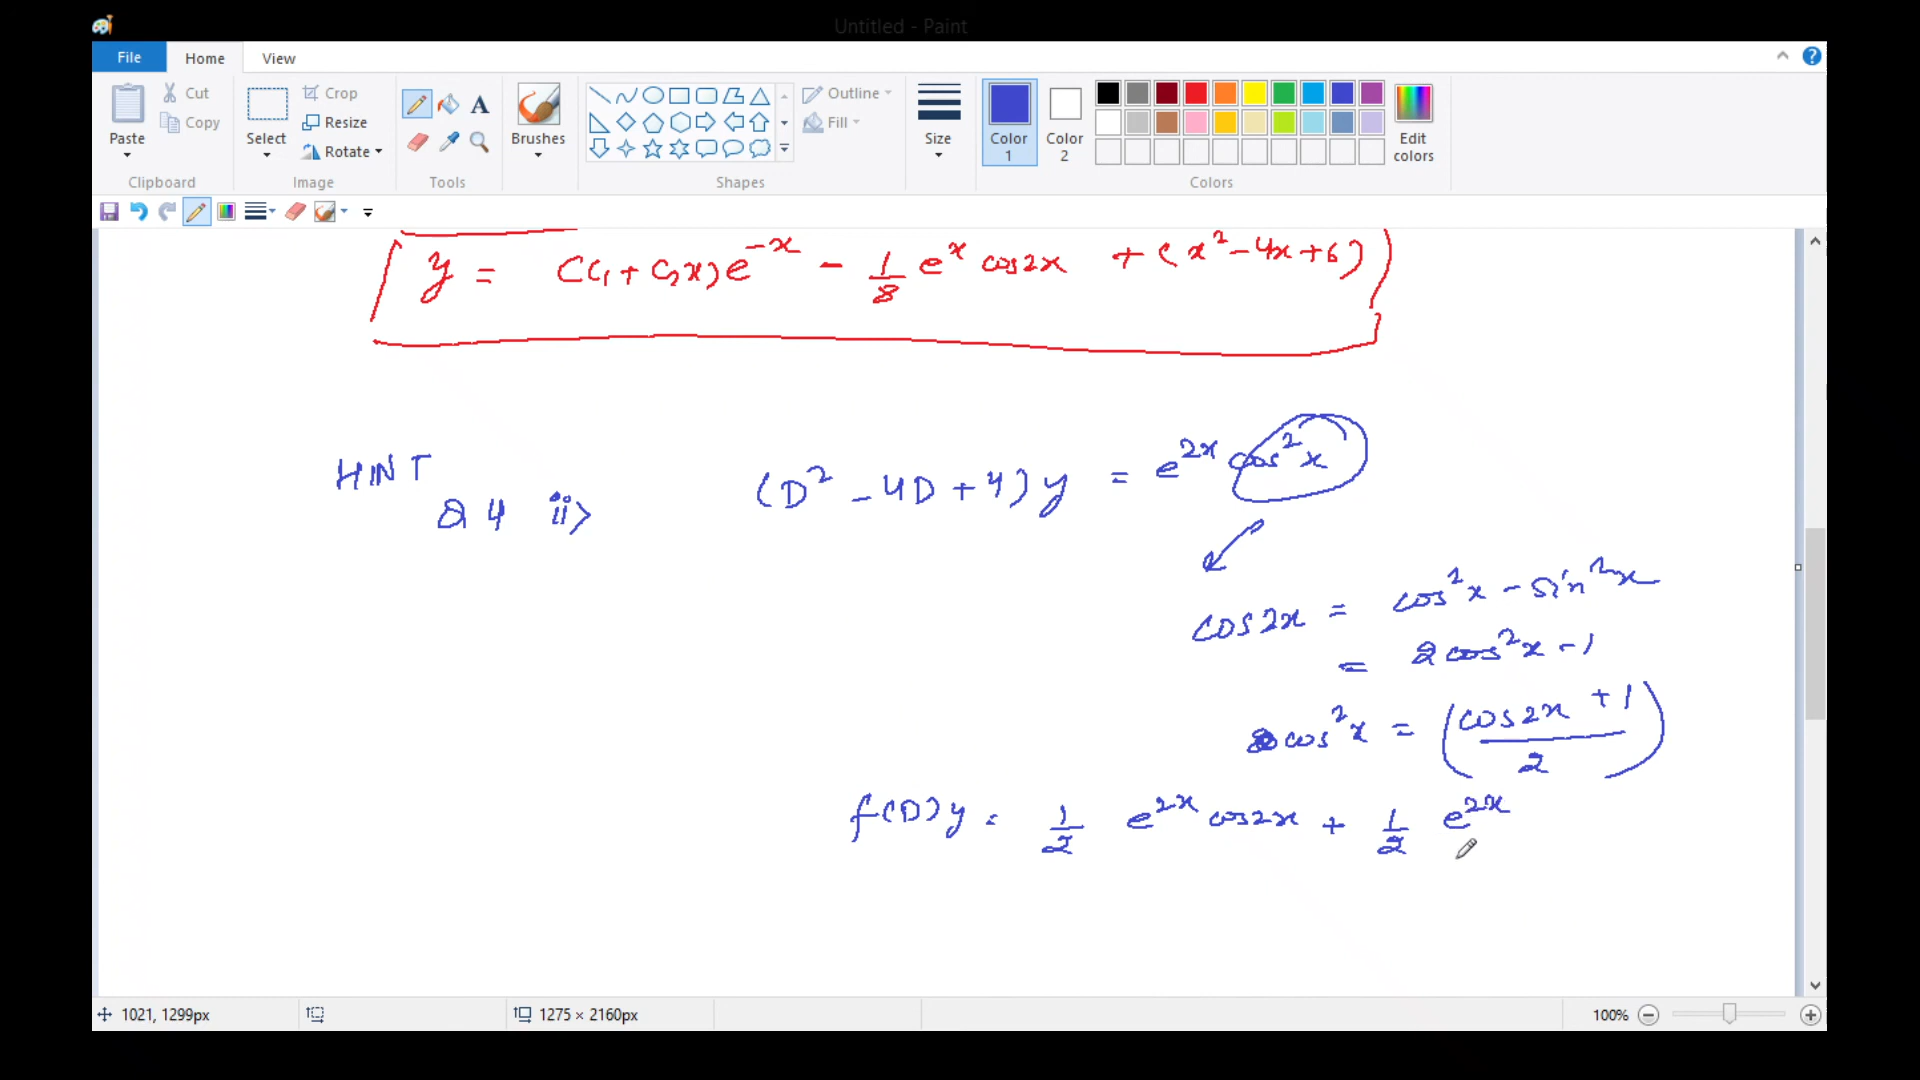 Untitled - Paint
File Home View
Paste
Cut
Copy
Clipboard
Select
Crop
Resize
Rotate
Image
A
Tools
Brushes
Outline
Fill
Shapes
Size
Color 1
Color 2
Edit colors
Colors
y = (C₁ + C₂x)e^{-x} - 1/8 e^x cos2x + (x² - 4x + 6)
HINT
Q 4 ii>
(D² - 4D + 4)y = e^{2x} cos²x
cos2x = cos²x - sin²x
= 2cos²x - 1
cos²x = (cos2x + 1 / 2)
f(D)y = 1/2 e^{2x} cos2x + 1/2 e^{2x}
1021, 1299px
1275 × 2160px
100%